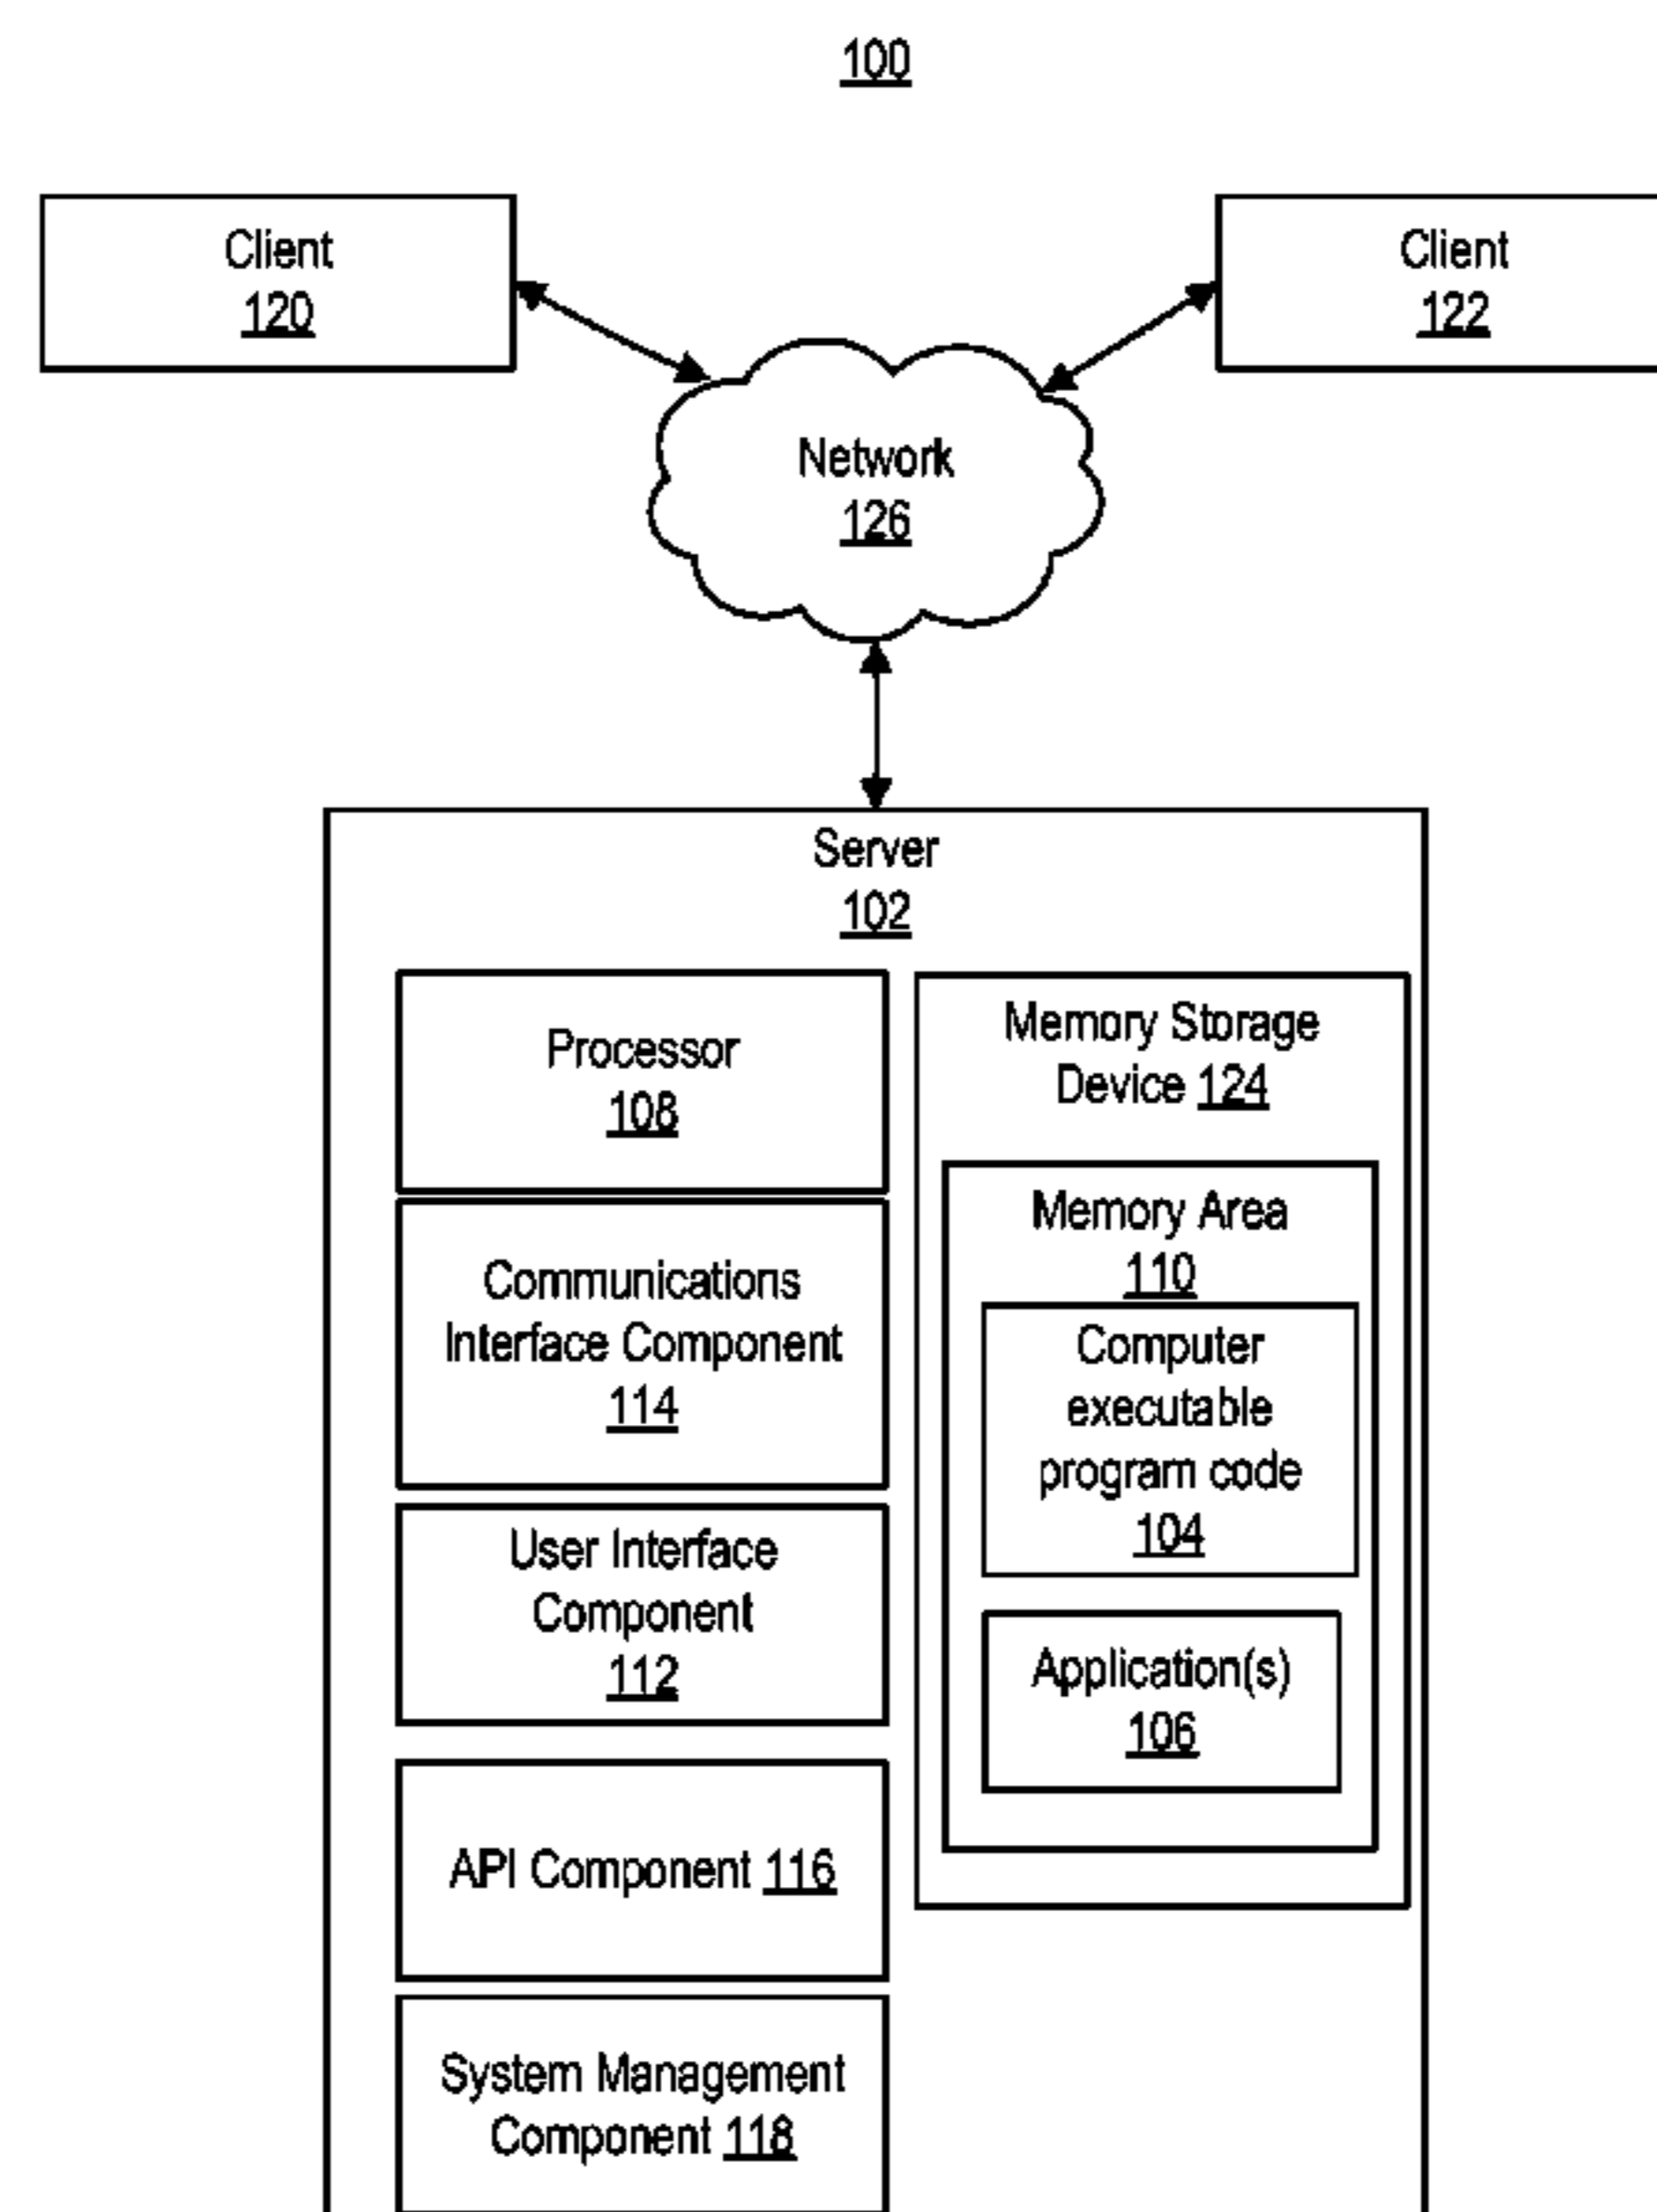 100
Client
120
Client
122
Network
126
Server
102
Processor
108
Communications
Interface Component
114
User Interface
Component
112
API Component 116
System Management
Component 118
Memory Storage
Device 124
Memory Area
110
Computer
executable
program code
104
Application(s)
106